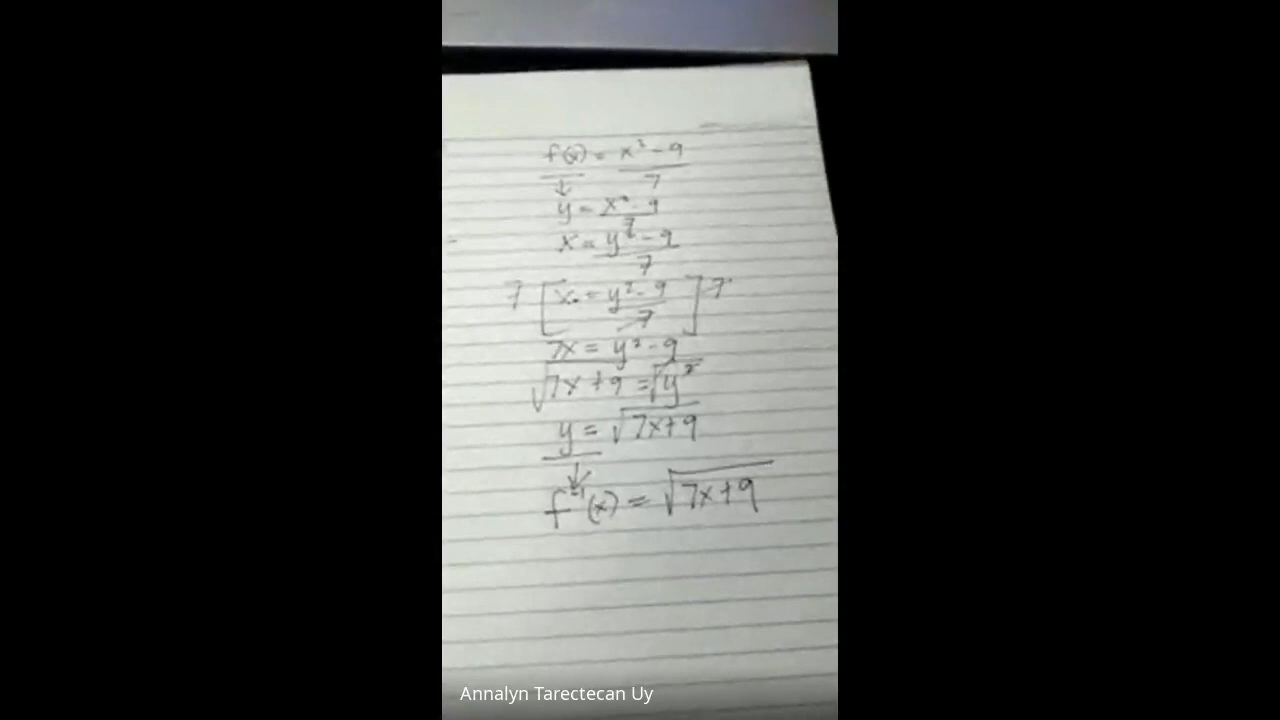 f(x) = x² - 9
7
y = x² - 9
7
x = y² - 9
7
7 [x = y² - 9] 7
7
7x = y² - 9
√7x + 9 = √y²
y = √7x+9
f⁻¹(x) = √7x+9
Annalyn Tarectecan Uy